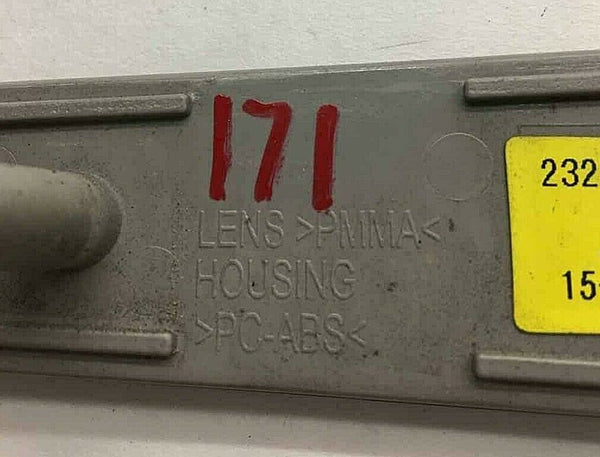 171
LENS >PMMA<
HOUSING
>PC-ABS<
232
15